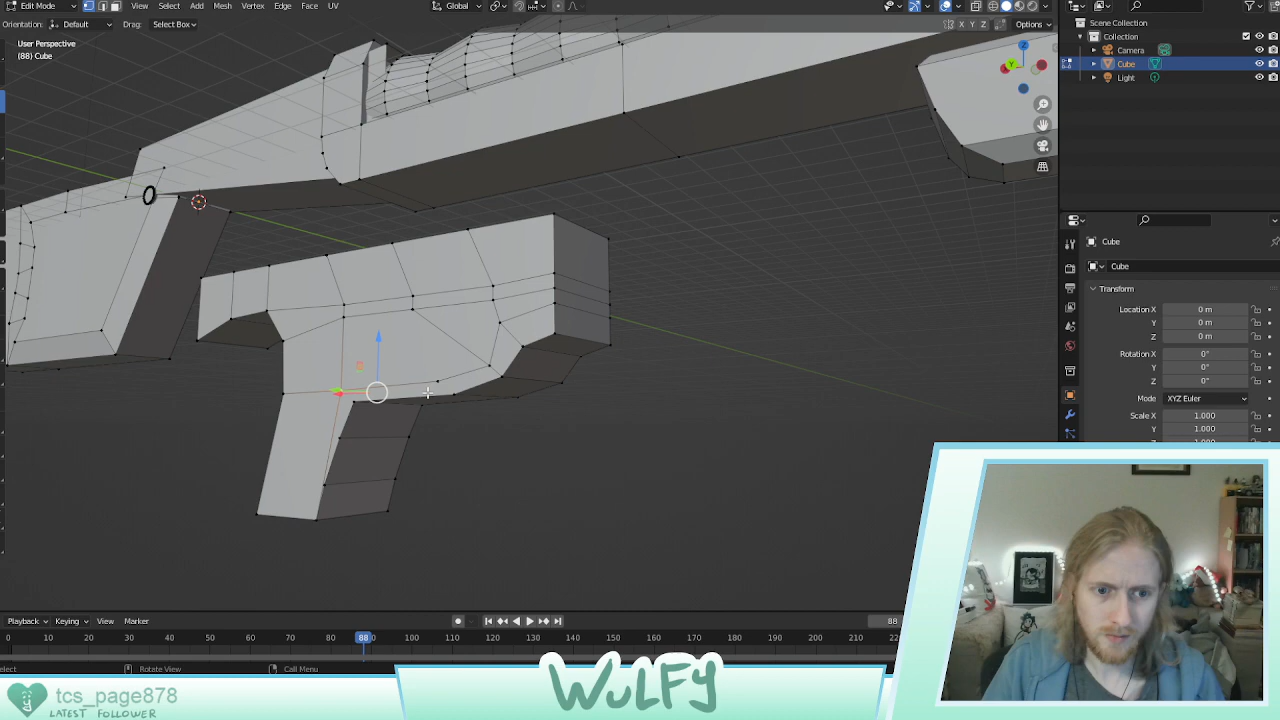 Edit Mode View Select Add Mesh Vertex Edge Face UV Global
Orientation: Default Drag: Select Box X Y Z Options
User Perspective
(88) Cube
Z
Y
Scene Collection
Collection
Camera
Cube
Light
Cube
Cube
Transform
Location X 0 m
Y 0 m
Z 0 m
Rotation X 0°
Y 0°
Z 0°
Mode XYZ Euler
Scale X 1.000
Y 1.000
Z 1.000
Playback Keying View Marker 88
0 10 20 30 40 50 60 70 80 88 100 110 120 130 140 150 160 170 180 190 200 210 220
elect Rotate View Call Menu
tcs_page878
LATEST FOLLOWER
WULFY